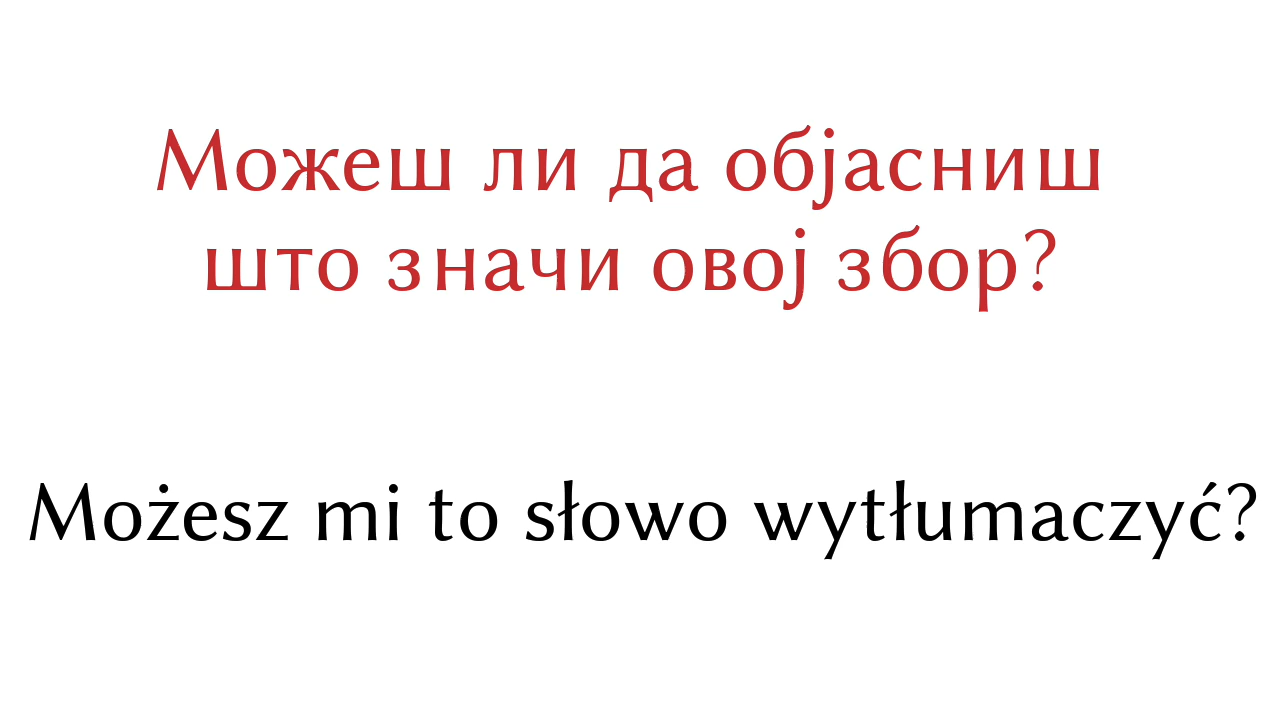 Можеш ли да објасниш
што значи овој збор?
Możesz mi to słowo wytłumaczyć?